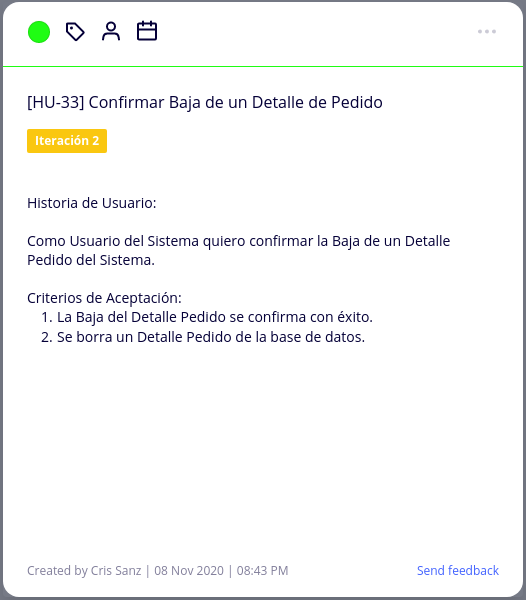 [HU-33] Confirmar Baja de un Detalle de Pedido
Iteración 2
Historia de Usuario:
Como Usuario del Sistema quiero confirmar la Baja de un Detalle
Pedido del Sistema.
Criterios de Aceptación:
1. La Baja del Detalle Pedido se confirma con éxito.
2. Se borra un Detalle Pedido de la base de datos.
Created by Cris Sanz | 08 Nov 2020 | 08:43 PM
Send feedback